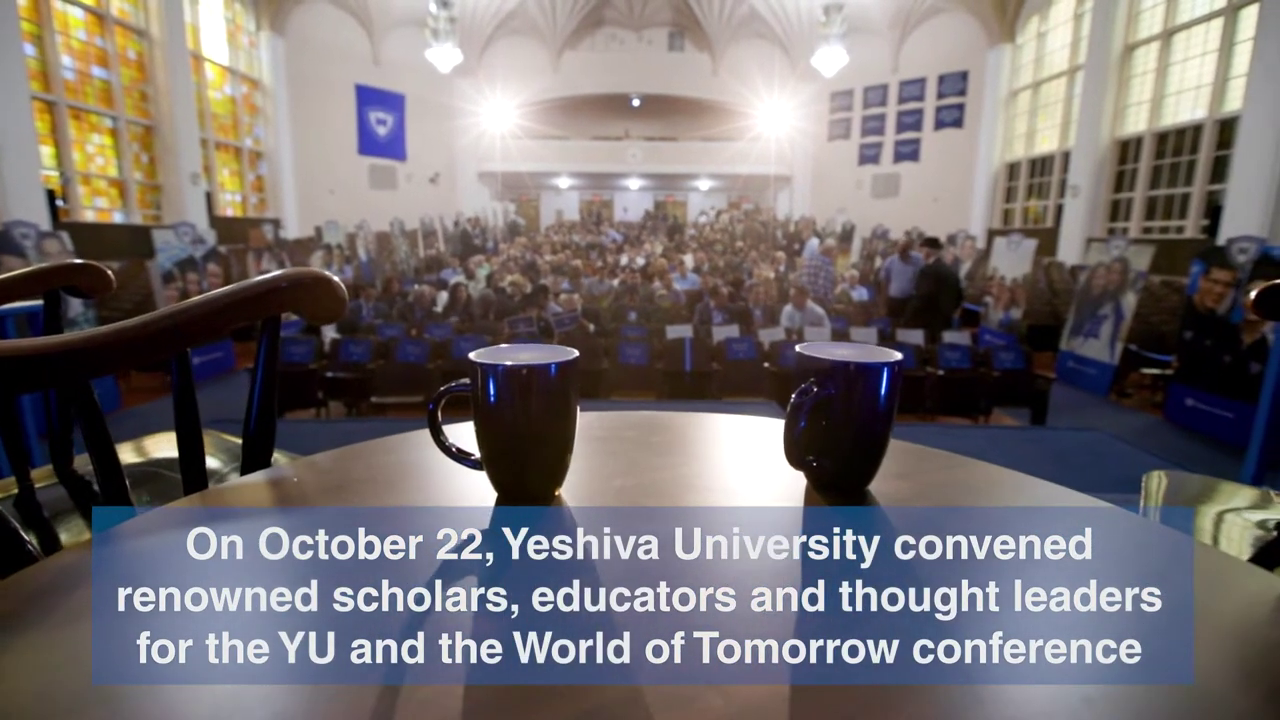 On October 22, Yeshiva University convened
renowned scholars, educators and thought leaders
for the YU and the World of Tomorrow conference